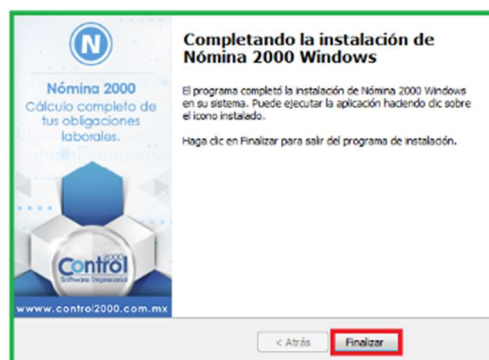 N
Nómina 2000
Cálculo completo de
tus obligaciones
laborales.
Control
2000
Software Empresarial
www.control2000.com.mx
Completando la instalación de
Nómina 2000 Windows
El programa completó la instalación de Nómina 2000 Windows
en su sistema. Puede ejecutar la aplicación haciendo clic sobre
el icono instalado.
Haga clic en Finalizar para salir del programa de instalación.
< Atrás
Finalizar